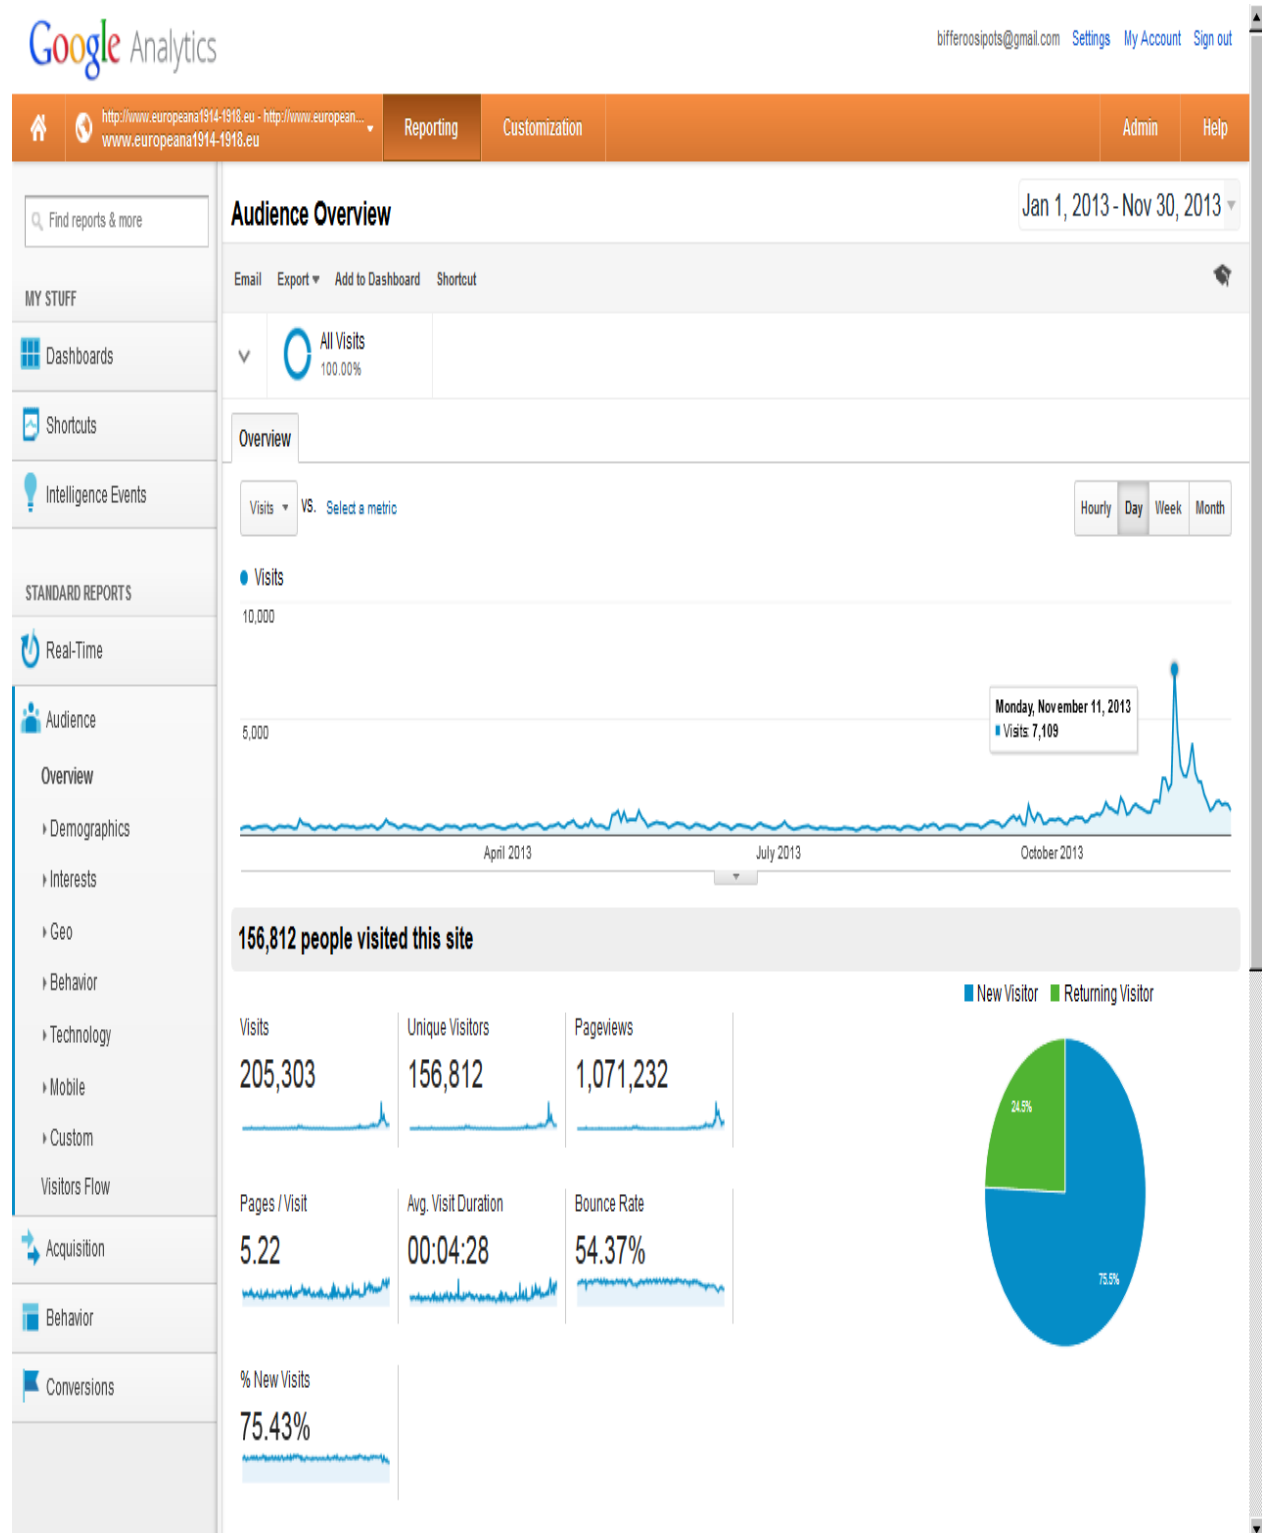 Google Analytics
bifferoosipots@gmail.com Settings My Account Sign out
http://www.europeana1914-1918.eu - http://www.european...
www.europeana1914-1918.eu
Reporting
Customization
Admin
Help
Find reports & more
MY STUFF
Dashboards
Shortcuts
Intelligence Events
STANDARD REPORTS
Real-Time
Audience
Overview
Demographics
Interests
Geo
Behavior
Technology
Mobile
Custom
Visitors Flow
Acquisition
Behavior
Conversions
Audience Overview
Jan 1, 2013 - Nov 30, 2013
Email Export Add to Dashboard Shortcut
All Visits
100.00%
Overview
Visits VS. Select a metric
Hourly Day Week Month
Visits
10,000
5,000
Monday, November 11, 2013
Visits: 7,109
April 2013
July 2013
October 2013
156,812 people visited this site
New Visitor Returning Visitor
Visits
205,303
Unique Visitors
156,812
Pageviews
1,071,232
Pages / Visit
5.22
Avg. Visit Duration
00:04:28
Bounce Rate
54.37%
% New Visits
75.43%
24.5%
75.5%